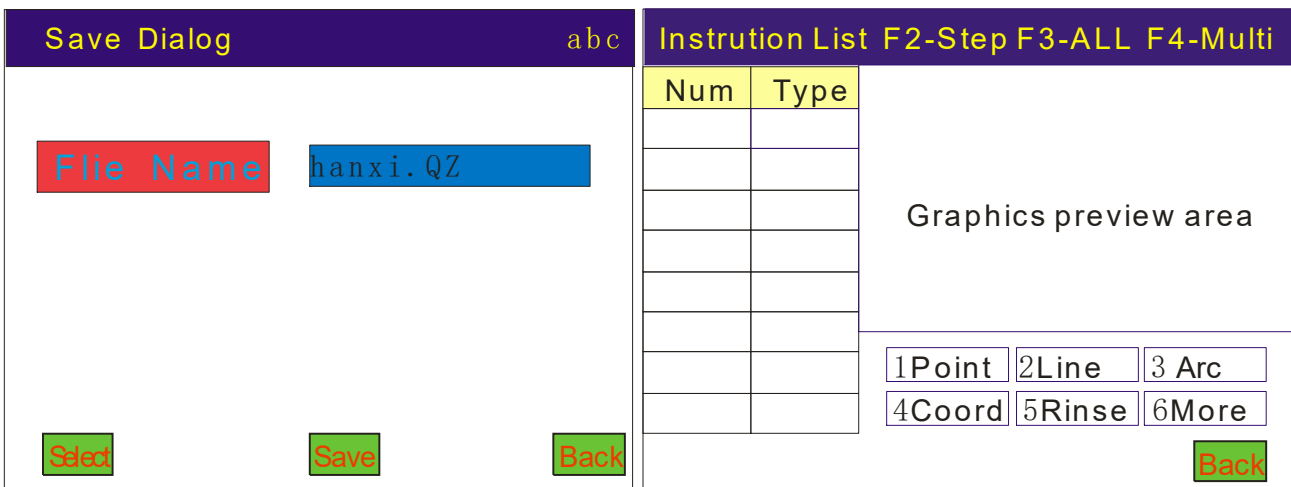 Save Dialog abc
Flie Name hanxi.QZ
Select Save Back
Instrution List F2-Step F3-ALL F4-Multi
Num Type
Graphics preview area
1Point 2Line 3 Arc
4Coord 5Rinse 6More
Back